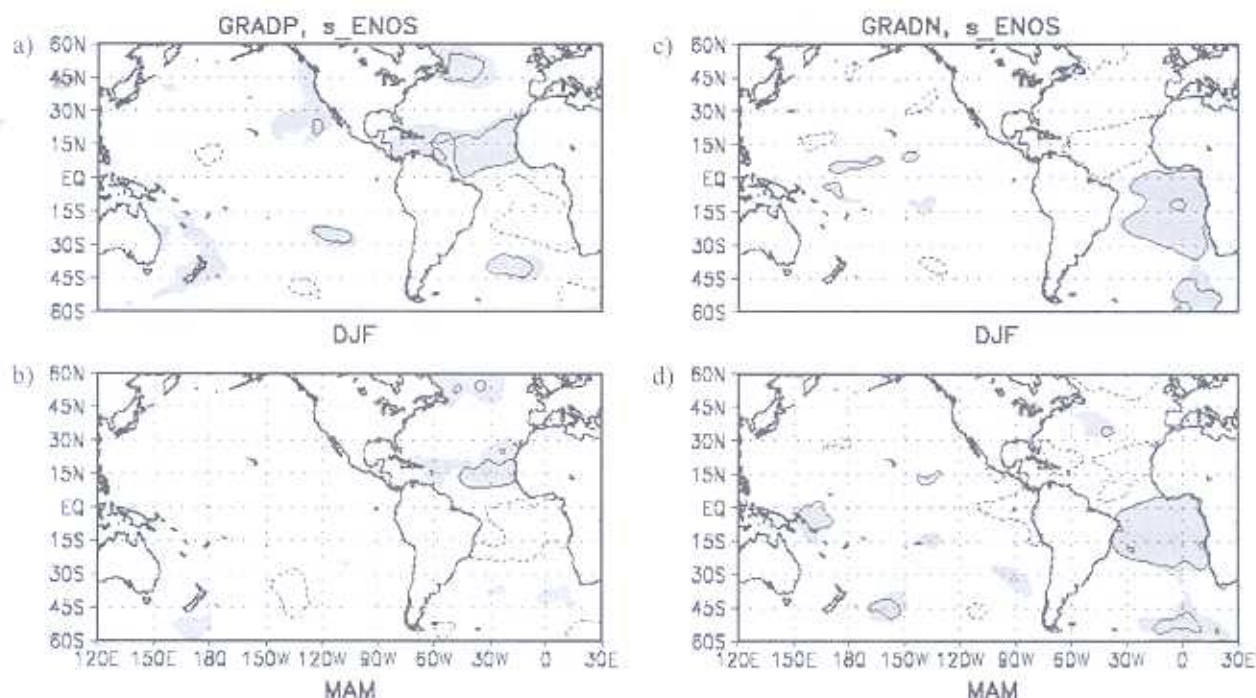 GRADP, s_ENOS
a)
60N
45N
30N
15N
EQ
15S
30S
45S
60S
DJF
b)
60N
45N
30N
15N
EQ
15S
30S
45S
60S
120E 150E 180 150W 120W 90W 60W 30W 0 30E
MAM
GRADN, s_ENOS
c)
60N
45N
30N
15N
EQ
15S
30S
45S
60S
DJF
d)
60N
45N
30N
15N
EQ
15S
30S
45S
60S
120E 150E 180 150W 120W 90W 60W 30W 0 30E
MAM